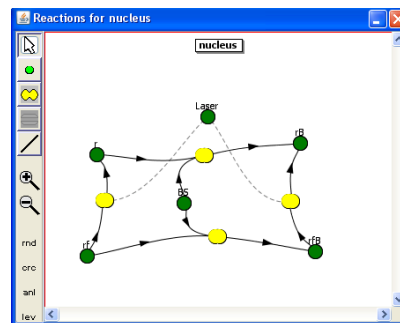 Reactions for nucleus
nucleus
Laser
r
rB
BS
rf
rfB
rnd
crc
anl
lev